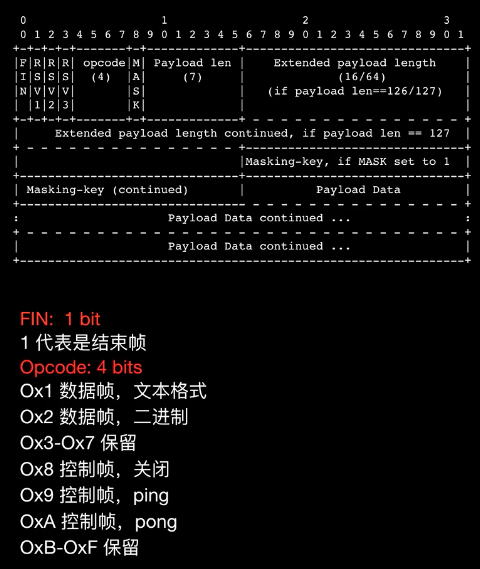 0                   1                   2                   3
0 1 2 3 4 5 6 7 8 9 0 1 2 3 4 5 6 7 8 9 0 1 2 3 4 5 6 7 8 9 0 1
+-+-+-+-+-------+-+-------------+-------------------------------+
|F|R|R|R| opcode|M| Payload len |    Extended payload length    |
|I|S|S|S|  (4)  |A|     (7)     |             (16/64)           |
|N|V|V|V|       |S|             |   (if payload len==126/127)   |
| |1|2|3|       |K|             |                               |
+-+-+-+-+-------+-+-------------+ - - - - - - - - - - - - - - - +
|     Extended payload length continued, if payload len == 127  |
+ - - - - - - - - - - - - - - - +-------------------------------+
|                               |Masking-key, if MASK set to 1  |
+-------------------------------+-------------------------------+
| Masking-key (continued)       |          Payload Data         |
+-------------------------------- - - - - - - - - - - - - - - - +
:                     Payload Data continued ...                :
+ - - - - - - - - - - - - - - - - - - - - - - - - - - - - - - - +
|                     Payload Data continued ...                |
+---------------------------------------------------------------+
FIN: 1 bit
1 代表是结束帧
Opcode: 4 bits
Ox1 数据帧，文本格式
Ox2 数据帧，二进制
Ox3-Ox7 保留
Ox8 控制帧，关闭
Ox9 控制帧，ping
OxA 控制帧，pong
OxB-OxF 保留